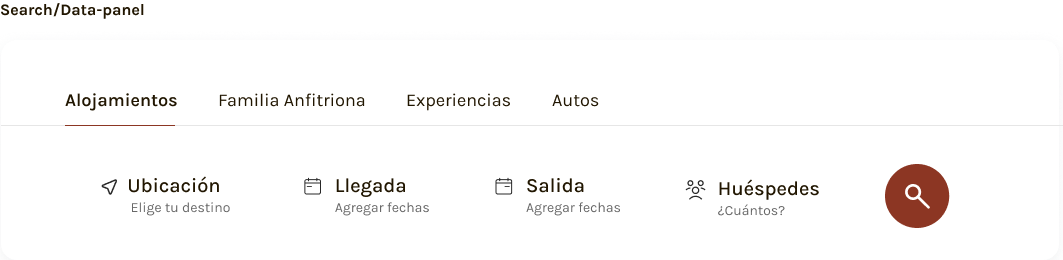 Search/Data-panel
Alojamientos Familia Anfitriona Experiencias Autos
Ubicación Llegada Salida Huéspedes
Elige tu destino Agregar fechas Agregar fechas ¿Cuántos?